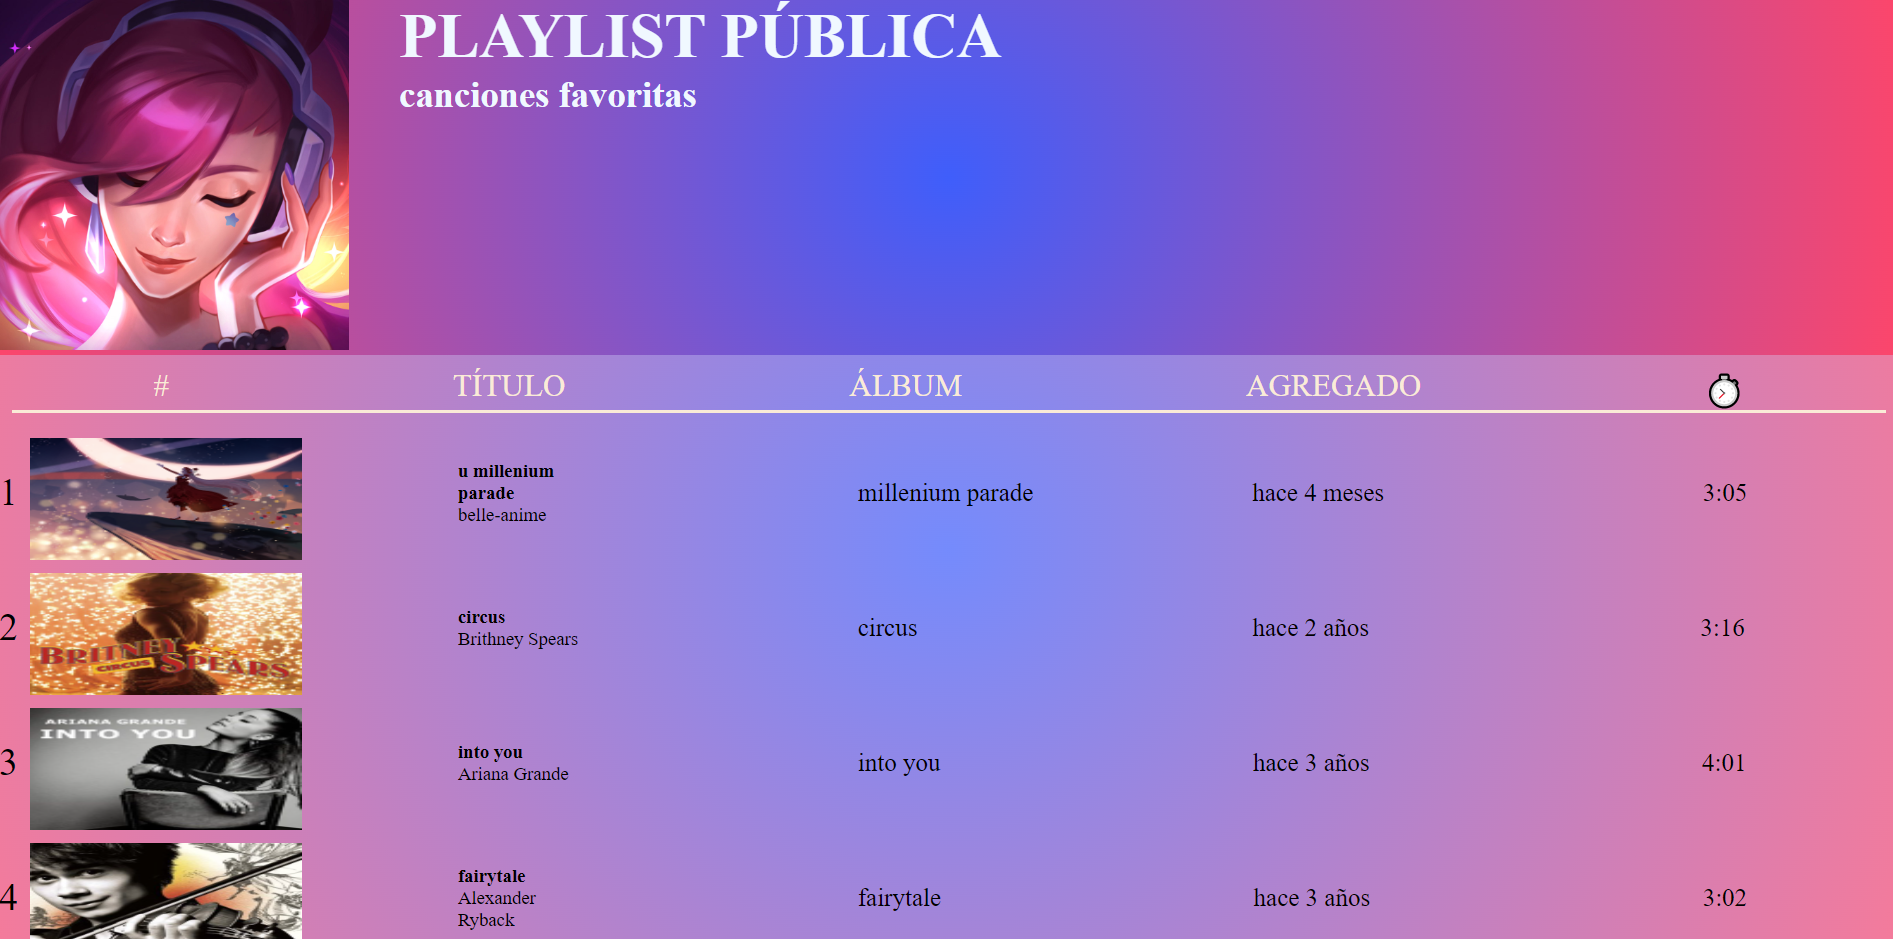 PLAYLIST PÚBLICA
canciones favoritas
# TÍTULO ÁLBUM AGREGADO
1
u millenium
parade
belle-anime
millenium parade
hace 4 meses
3:05
2
BRITNEY
CIRCUS
SPEARS
circus
Brithney Spears
circus
hace 2 años
3:16
3
ARIANA GRANDE
INTO YOU
into you
Ariana Grande
into you
hace 3 años
4:01
4
fairytale
Alexander
Ryback
fairytale
hace 3 años
3:02